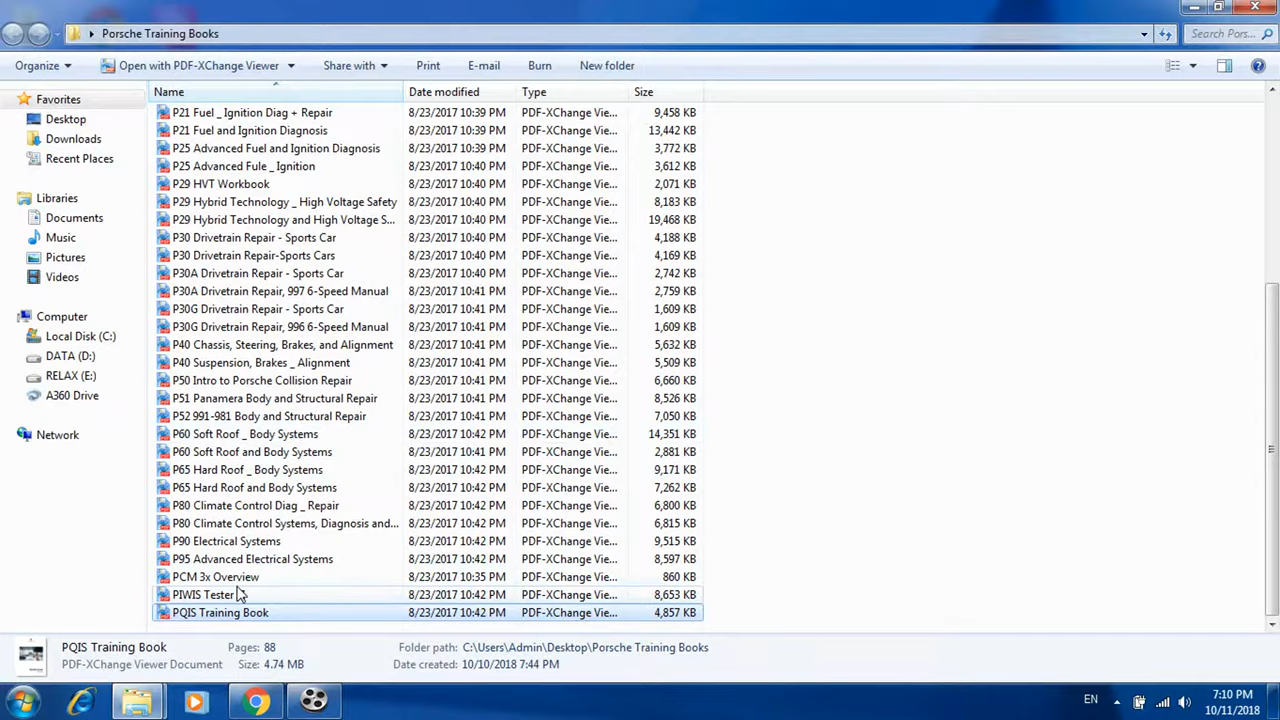 Porsche Training Books
Search Pors...
Organize Open with PDF-XChange Viewer Share with Print E-mail Burn New folder
Name Date modified Type Size
Favorites
Desktop
Downloads
Recent Places
Libraries
Documents
Music
Pictures
Videos
Computer
Local Disk (C:)
DATA (D:)
RELAX (E:)
A360 Drive
Network
P21 Fuel _ Ignition Diag + Repair 8/23/2017 10:39 PM PDF-XChange Vie... 9,458 KB
P21 Fuel and Ignition Diagnosis 8/23/2017 10:39 PM PDF-XChange Vie... 13,442 KB
P25 Advanced Fuel and Ignition Diagnosis 8/23/2017 10:39 PM PDF-XChange Vie... 3,772 KB
P25 Advanced Fule _ Ignition 8/23/2017 10:40 PM PDF-XChange Vie... 3,612 KB
P29 HVT Workbook 8/23/2017 10:40 PM PDF-XChange Vie... 2,071 KB
P29 Hybrid Technology _ High Voltage Safety 8/23/2017 10:40 PM PDF-XChange Vie... 8,183 KB
P29 Hybrid Technology and High Voltage S... 8/23/2017 10:40 PM PDF-XChange Vie... 19,468 KB
P30 Drivetrain Repair - Sports Car 8/23/2017 10:40 PM PDF-XChange Vie... 4,188 KB
P30 Drivetrain Repair-Sports Cars 8/23/2017 10:40 PM PDF-XChange Vie... 4,169 KB
P30A Drivetrain Repair - Sports Car 8/23/2017 10:40 PM PDF-XChange Vie... 2,742 KB
P30A Drivetrain Repair, 997 6-Speed Manual 8/23/2017 10:41 PM PDF-XChange Vie... 2,759 KB
P30G Drivetrain Repair - Sports Car 8/23/2017 10:41 PM PDF-XChange Vie... 1,609 KB
P30G Drivetrain Repair, 996 6-Speed Manual 8/23/2017 10:41 PM PDF-XChange Vie... 1,609 KB
P40 Chassis, Steering, Brakes, and Alignment 8/23/2017 10:41 PM PDF-XChange Vie... 5,632 KB
P40 Suspension, Brakes _ Alignment 8/23/2017 10:41 PM PDF-XChange Vie... 5,509 KB
P50 Intro to Porsche Collision Repair 8/23/2017 10:41 PM PDF-XChange Vie... 6,660 KB
P51 Panamera Body and Structural Repair 8/23/2017 10:41 PM PDF-XChange Vie... 8,526 KB
P52 991-981 Body and Structural Repair 8/23/2017 10:41 PM PDF-XChange Vie... 7,050 KB
P60 Soft Roof _ Body Systems 8/23/2017 10:42 PM PDF-XChange Vie... 14,351 KB
P60 Soft Roof and Body Systems 8/23/2017 10:42 PM PDF-XChange Vie... 2,881 KB
P65 Hard Roof _ Body Systems 8/23/2017 10:42 PM PDF-XChange Vie... 9,171 KB
P65 Hard Roof and Body Systems 8/23/2017 10:42 PM PDF-XChange Vie... 7,262 KB
P80 Climate Control Diag _ Repair 8/23/2017 10:42 PM PDF-XChange Vie... 6,800 KB
P80 Climate Control Systems, Diagnosis and... 8/23/2017 10:42 PM PDF-XChange Vie... 6,815 KB
P90 Electrical Systems 8/23/2017 10:42 PM PDF-XChange Vie... 9,515 KB
P95 Advanced Electrical Systems 8/23/2017 10:42 PM PDF-XChange Vie... 8,597 KB
PCM 3x Overview 8/23/2017 10:35 PM PDF-XChange Vie... 860 KB
PIWIS Tester 8/23/2017 10:42 PM PDF-XChange Vie... 8,653 KB
PQIS Training Book 8/23/2017 10:42 PM PDF-XChange Vie... 4,857 KB
PQIS Training Book Pages: 88 Folder path: C:\Users\Admin\Desktop\Porsche Training Books
PDF-XChange Viewer Document Size: 4.74 MB Date created: 10/10/2018 7:44 PM
EN
7:10 PM
10/11/2018